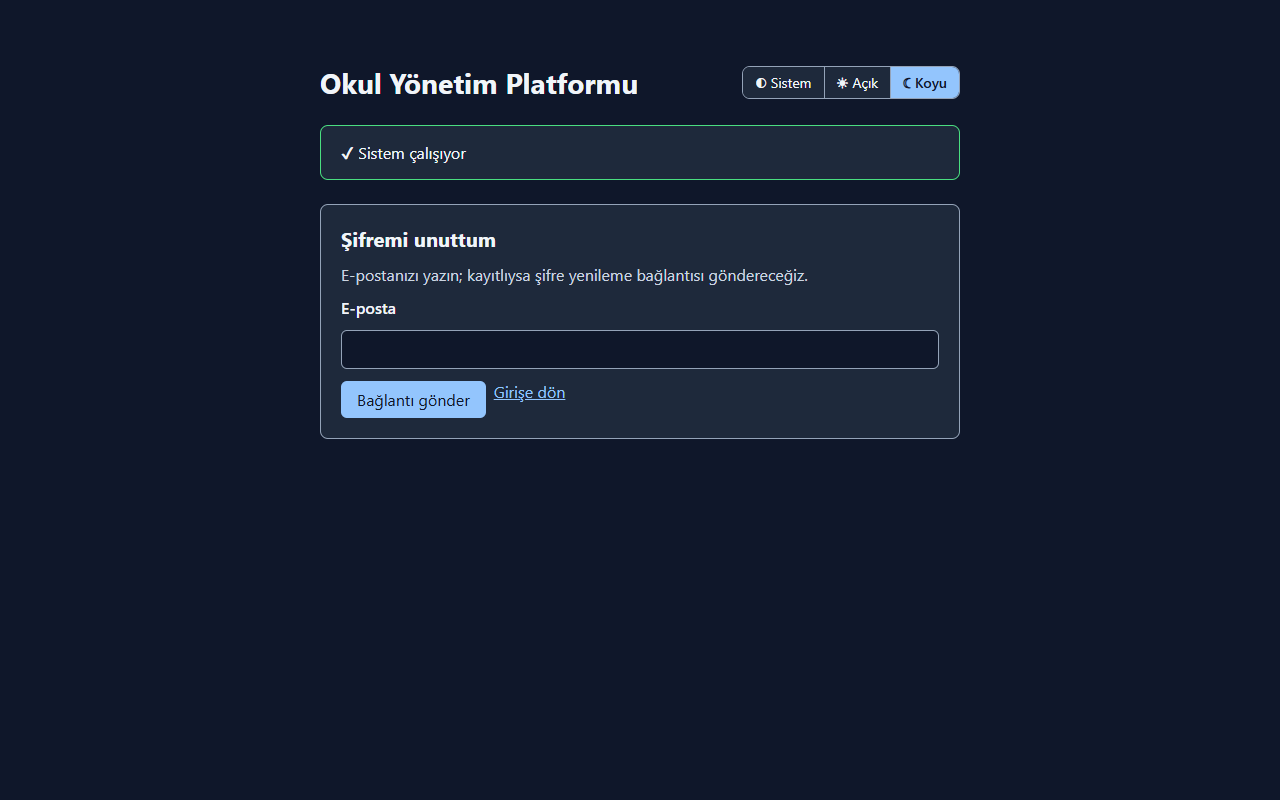 Okul Yönetim Platformu
◐ Sistem ☀ Açık ☾ Koyu
✓ Sistem çalışıyor
Şifremi unuttum
E-postanızı yazın; kayıtlıysa şifre yenileme bağlantısı göndereceğiz.
E-posta
Bağlantı gönder Girişe dön